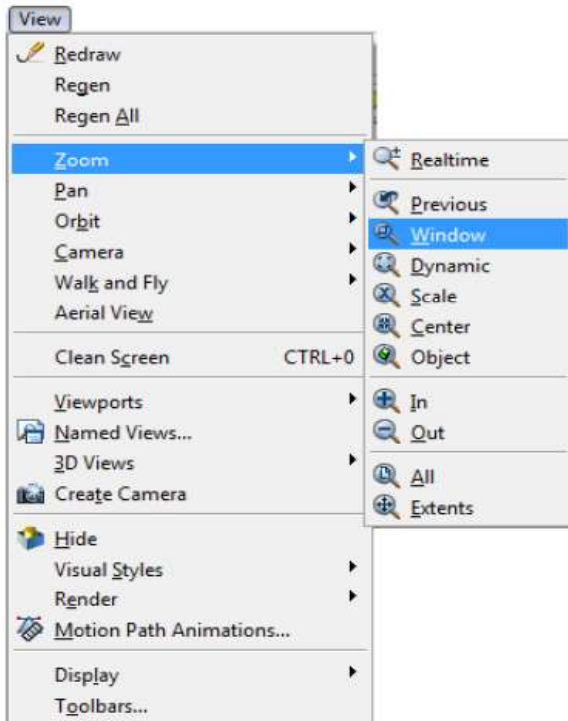 View
Redraw
Regen
Regen All
Zoom
Pan
Orbit
Camera
Walk and Fly
Aerial View
Clean Screen CTRL+0
Viewports
Named Views...
3D Views
Create Camera
Hide
Visual Styles
Render
Motion Path Animations...
Display
Toolbars...
Realtime
Previous
Window
Dynamic
Scale
Center
Object
In
Out
All
Extents